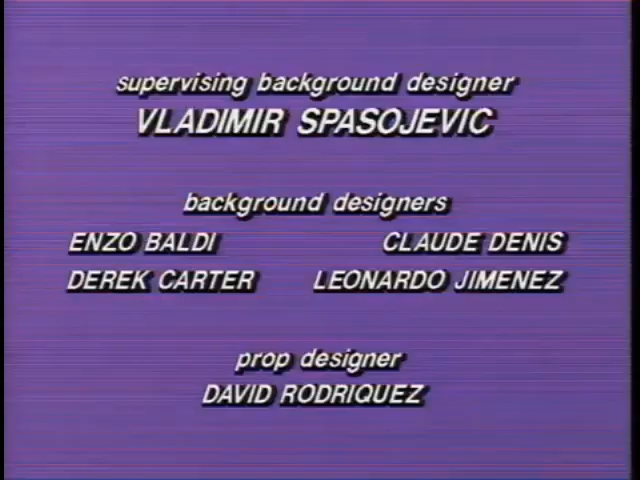 supervising background designer
VLADIMIR SPASOJEVIC
background designers
ENZO BALDI CLAUDE DENIS
DEREK CARTER LEONARDO JIMENEZ
prop designer
DAVID RODRIQUEZ